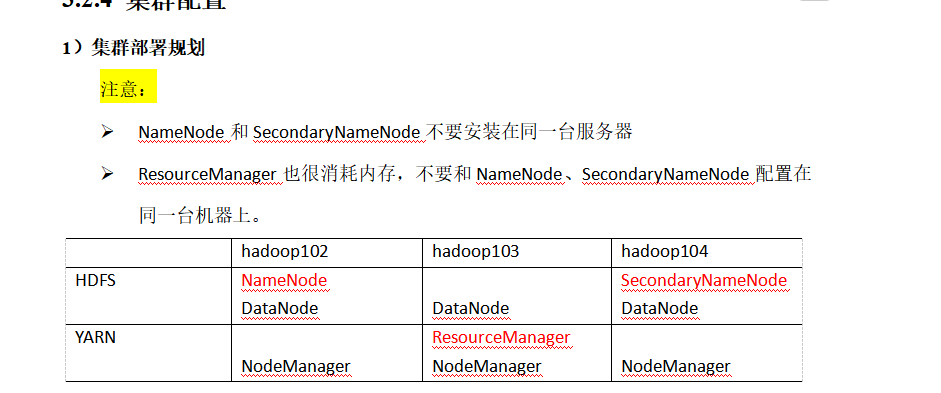 3.2.4 集群配置
1）集群部署规划
注意：
➢ NameNode 和 SecondaryNameNode 不要安装在同一台服务器
➢ ResourceManager 也很消耗内存，不要和 NameNode、SecondaryNameNode 配置在
同一台机器上。
hadoop102 hadoop103 hadoop104
HDFS NameNode SecondaryNameNode
DataNode DataNode DataNode
YARN ResourceManager
NodeManager NodeManager NodeManager